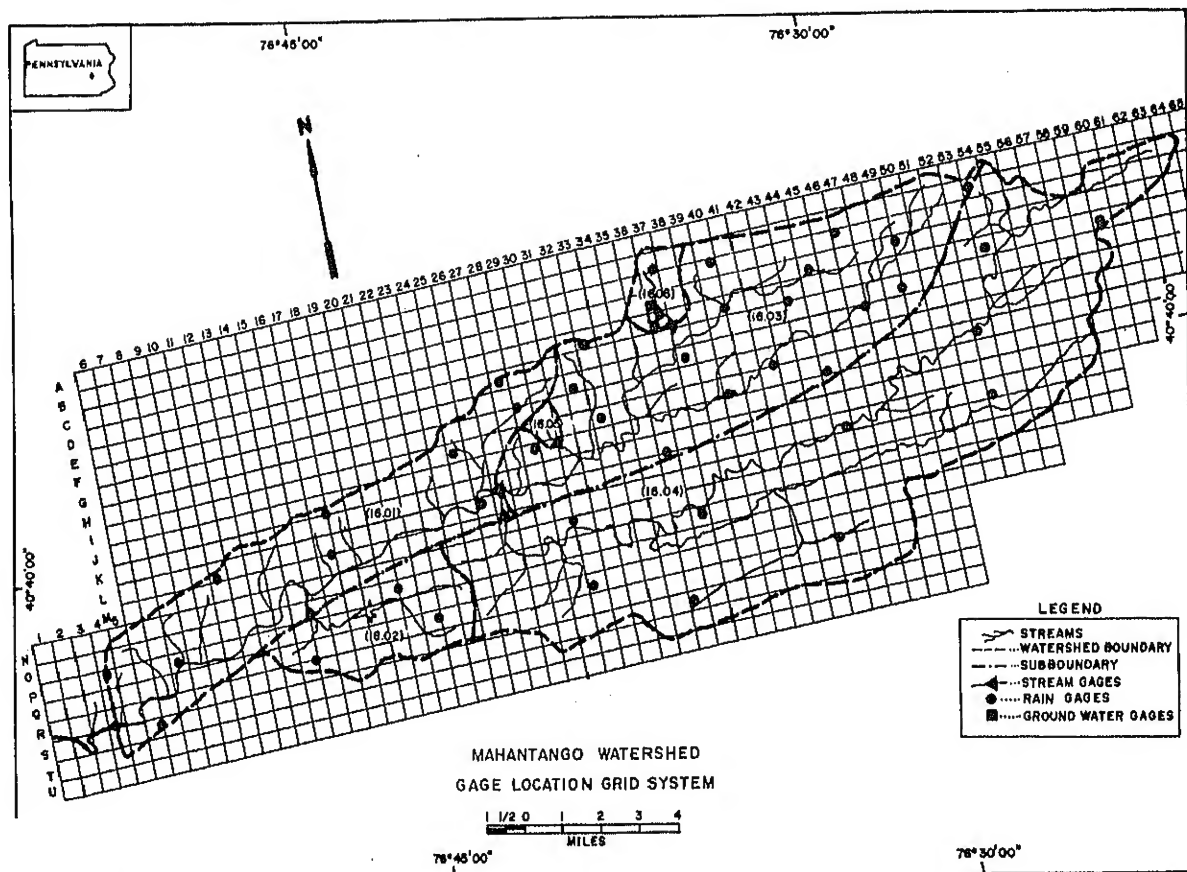 76°45'00"
76°30'00"
PENNSYLVANIA
N
6 7 8 9 10 11 12 13 14 15 16 17 18 19 20 21 22 23 24 25 26 27 28 29 30 31 32 33 34 35 36 37 38 39 40 41 42 43 44 45 46 47 48 49 50 51 52 53 54 55 56 57 58 59 60 61 62 63 64 65
A
B
C
D
E
F
G
H
I
J
K
L
M
1 2 3 4 5
N
O
P
Q
R
S
T
U
(16.06)
(16.03)
(16.05)
(16.04)
(16.01)
(16.02)
40°40'00"
40°40'00"
LEGEND
STREAMS
WATERSHED BOUNDARY
SUBBOUNDARY
STREAM GAGES
RAIN GAGES
GROUND WATER GAGES
MAHANTANGO WATERSHED
GAGE LOCATION GRID SYSTEM
1 1/2 0 1 2 3 4
MILES
76°45'00"
76°30'00"